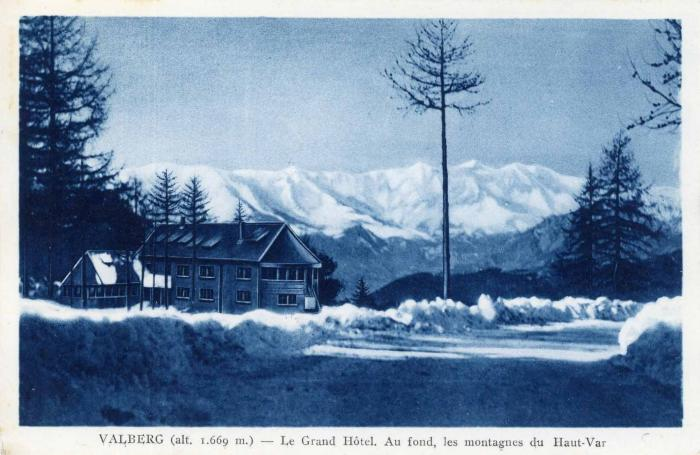 VALBERG (alt. 1.669 m.) — Le Grand Hôtel. Au fond, les montagnes du Haut-Var